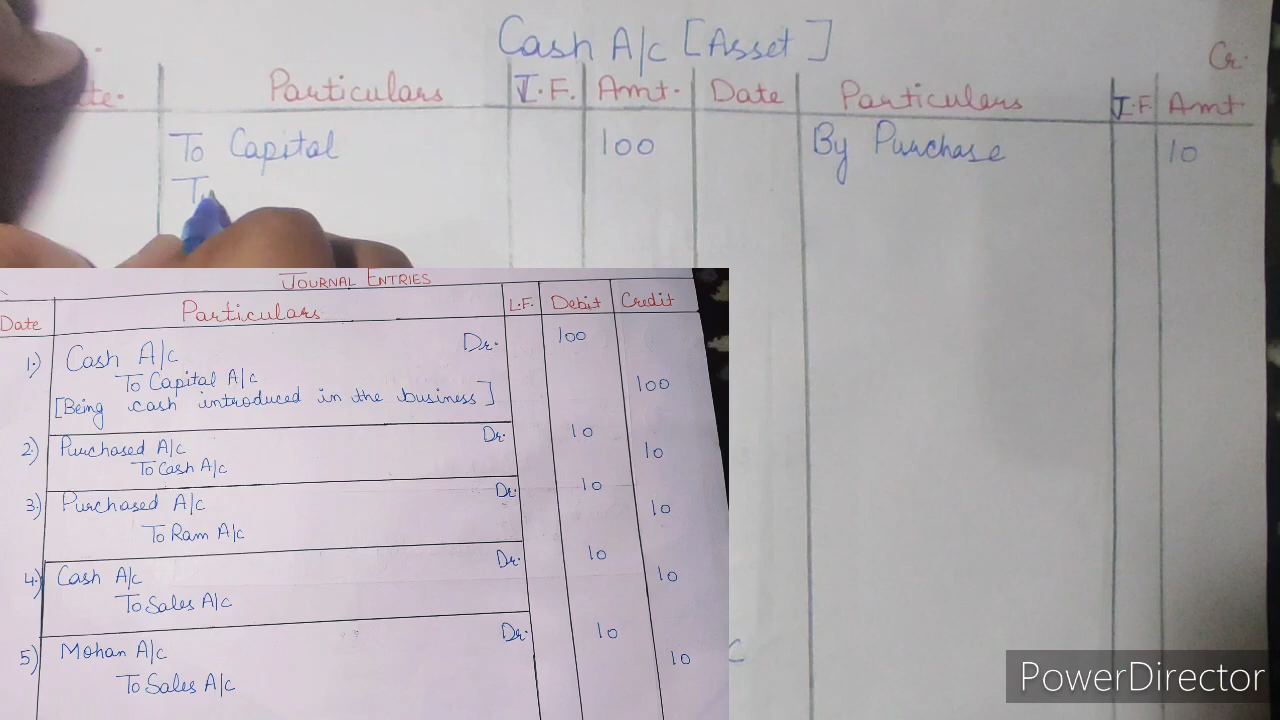 Cash A/c [Asset]
Cr.
Particulars I.F. Amt. Date Particulars I.F. Amt.
To Capital 100 By Purchase 10
JOURNAL ENTRIES
Date Particulars L.F. Debit Credit
1.) Cash A/c Dr. 100
To Capital A/c 100
[Being cash introduced in the business]
2.) Purchased A/c Dr. 10
To Cash A/c 10
3.) Purchased A/c Dr. 10
To Ram A/c 10
4.) Cash A/c Dr. 10
To Sales A/c 10
5) Mohan A/c Dr. 10
To Sales A/c 10
PowerDirector